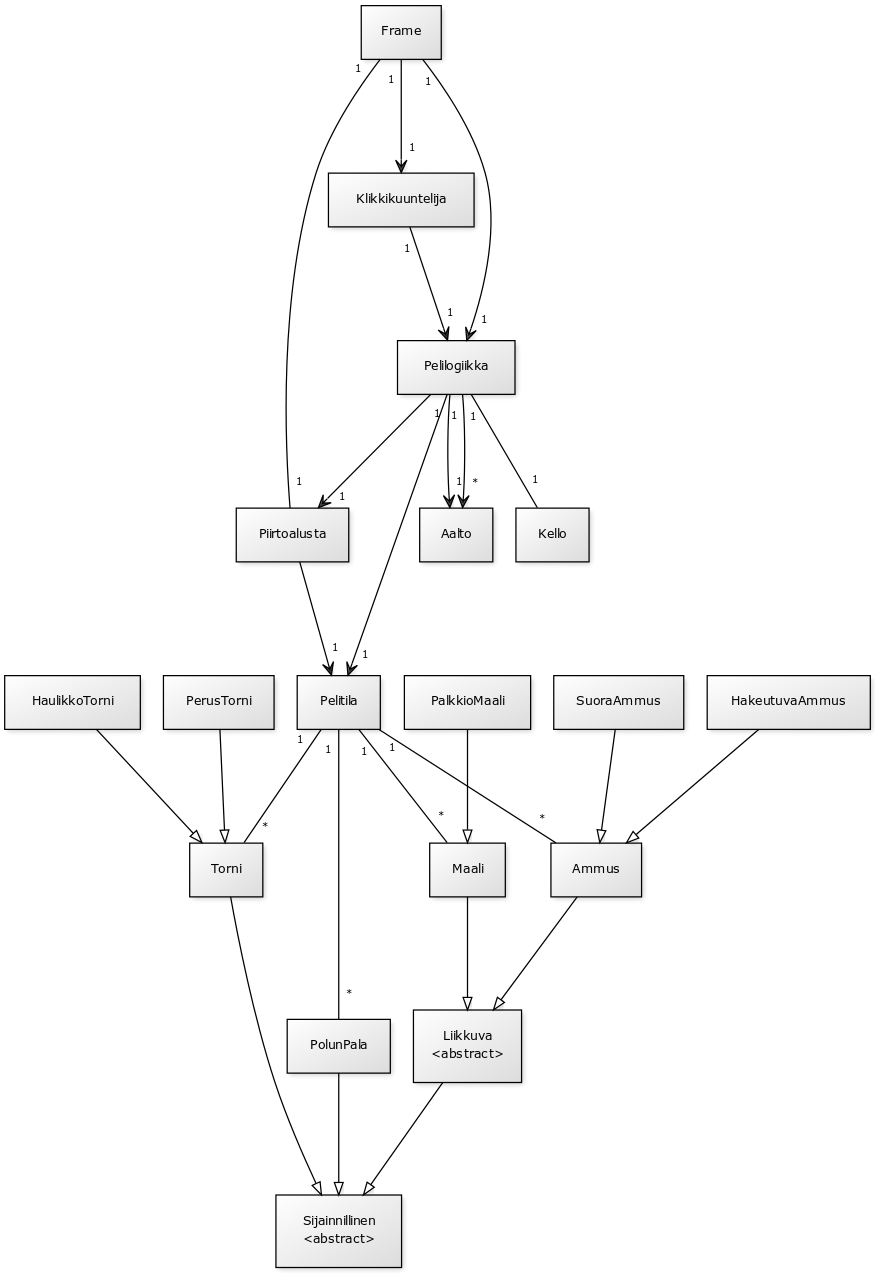 Frame
1
1
1
1
Klikkikuuntelija
1
1
1
Pelilogiikka
1
1
1
1
1
1
*
1
Piirtoalusta
Aalto
Kello
1
1
HaulikkoTorni
PerusTorni
Pelitila
PalkkioMaali
SuoraAmmus
HakeutuvaAmmus
1
1
1
1
*
*
*
Torni
Maali
Ammus
*
PolunPala
Liikkuva
<abstract>
Sijainnillinen
<abstract>